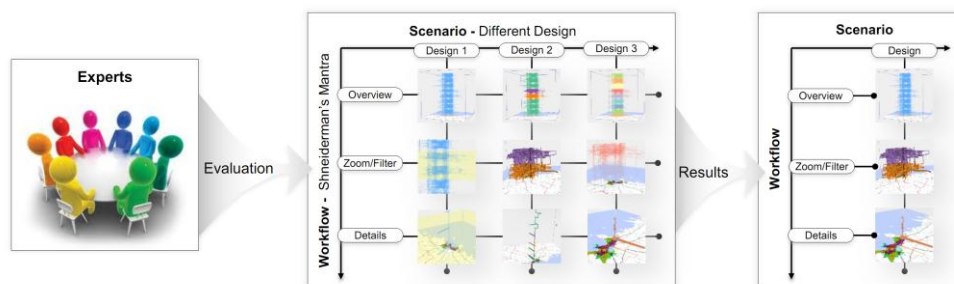 Experts
Evaluation
Scenario - Different Design
Design 1 Design 2 Design 3
Workflow - Shneiderman's Mantra
Overview
Zoom/Filter
Details
Results
Scenario
Design
Workflow
Overview
Zoom/Filter
Details